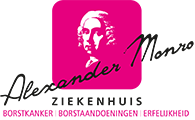 Alexander Monro
ZIEKENHUIS
BORSTKANKER | BORSTAANDOENINGEN | ERFELIJKHEID